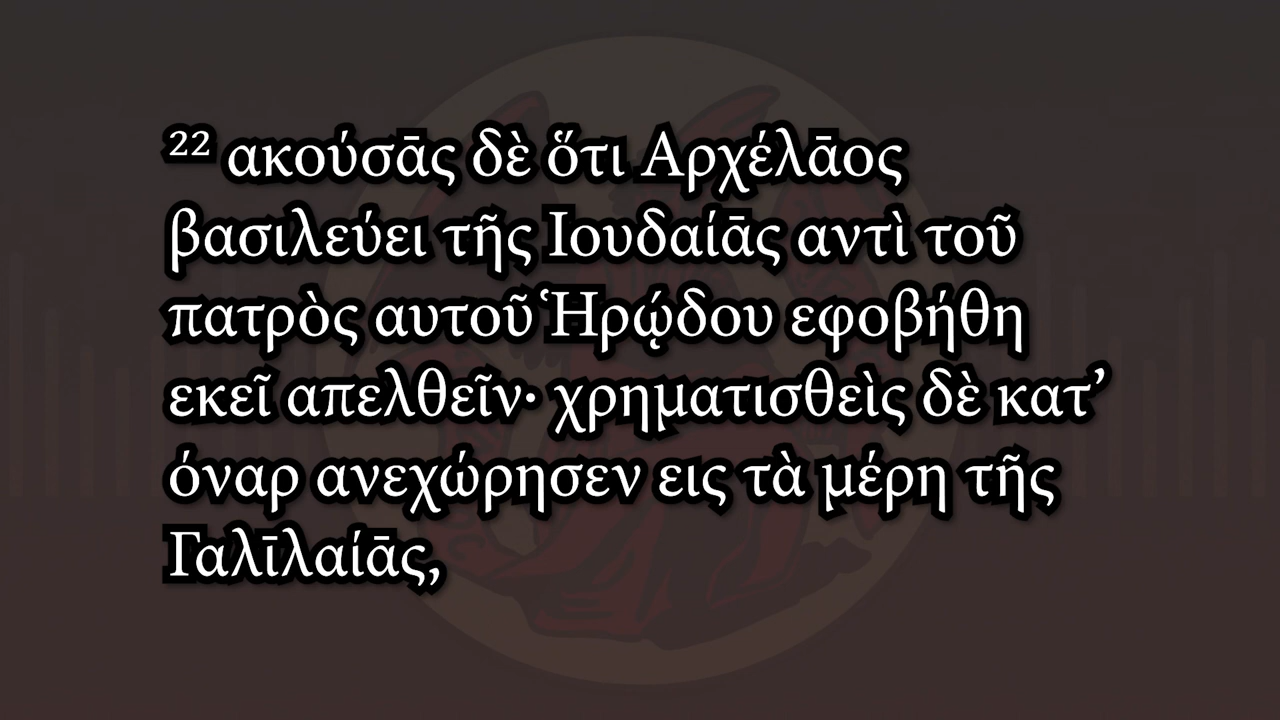 ²² ακούσᾱς δὲ ὅτι Αρχέλᾱος
βασιλεύει τῆς Ιουδαίᾱς αντὶ τοῦ
πατρὸς αυτοῦ Ἡρῴδου εφοβήθη
εκεῖ απελθεῖν· χρηματισθεὶς δὲ κατ’
όναρ ανεχώρησεν εις τὰ μέρη τῆς
Γαλῑλαίᾱς,